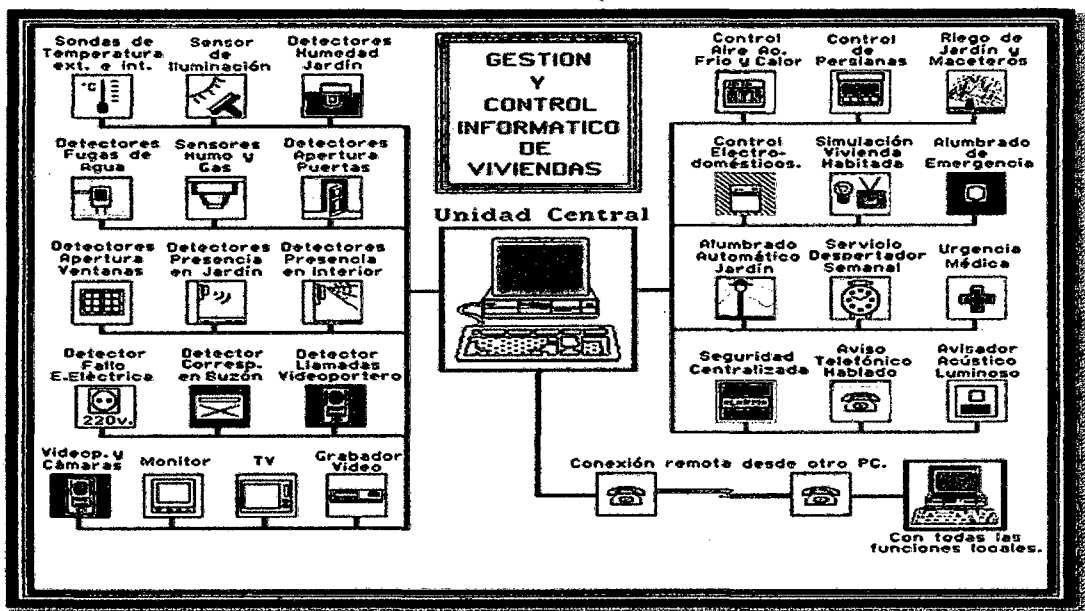 Sondas de
Temperatura
ext. e int.
Sensor
de
Iluminación
Detectores
Humedad
Jardín
GESTION
Y
CONTROL
INFORMATICO
DE
VIVIENDAS
Control
Aire Ac.
Frio y Calor
Control
de
Persianas
Riego de
Jardín y
Maceteros
°C
Detectores
Fugas de
Agua
Sensores
Humo y
Gas
Detectores
Apertura
Puertas
Control
Electro-
domésticos.
Simulación
Vivienda
Habitada
Alumbrado
de
Emergencia
Unidad Central
Detectores
Apertura
Ventanas
Detectores
Presencia
en Jardín
Detectores
Presencia
en Interior
Alumbrado
Automático
Jardín
Servicio
Despertador
Semanal
Urgencia
Médica
Detector
Fallo
E.Eléctrica
220v.
Detector
Corresp.
en Buzón
Detector
Llamadas
Videoportero
Seguridad
Centralizada
Aviso
Telefónico
Hablado
Avisador
Acústico
Luminoso
Videop. y
Cámaras
Monitor
TV
Grabador
Video
Conexión remota desde otro PC.
Con todas las
funciones locales.